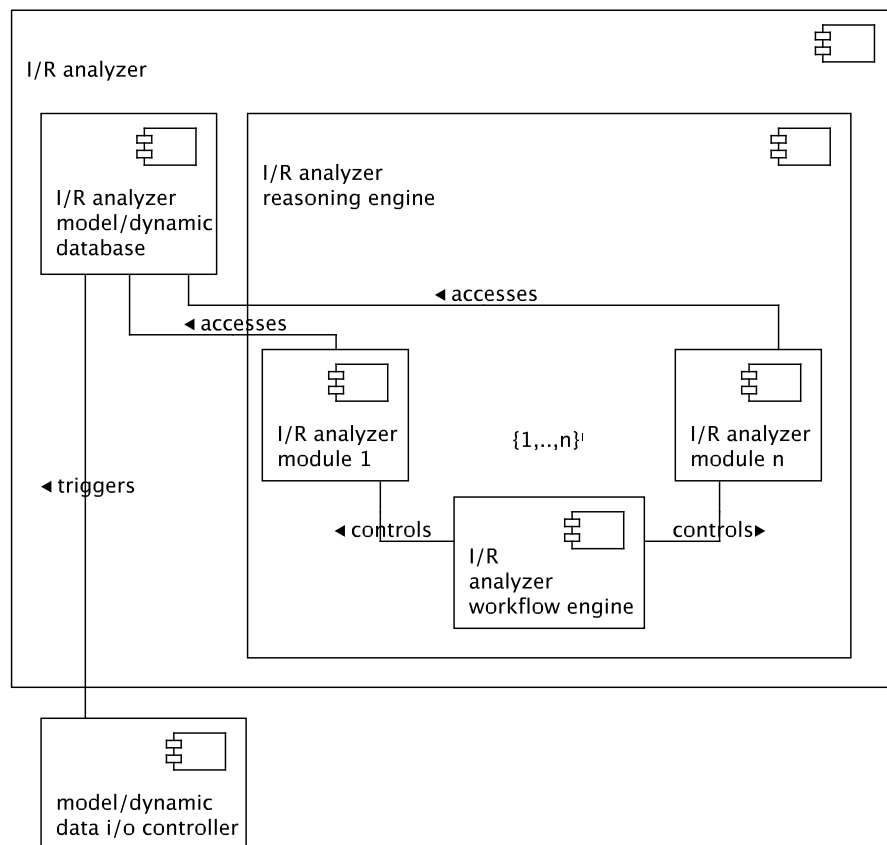 I/R analyzer
I/R analyzer
model/dynamic
database
I/R analyzer
reasoning engine
◄ accesses
◄ accesses
I/R analyzer
module 1
{1,..,n}
I/R analyzer
module n
◄ triggers
◄ controls
controls►
I/R
analyzer
workflow engine
model/dynamic
data i/o controller